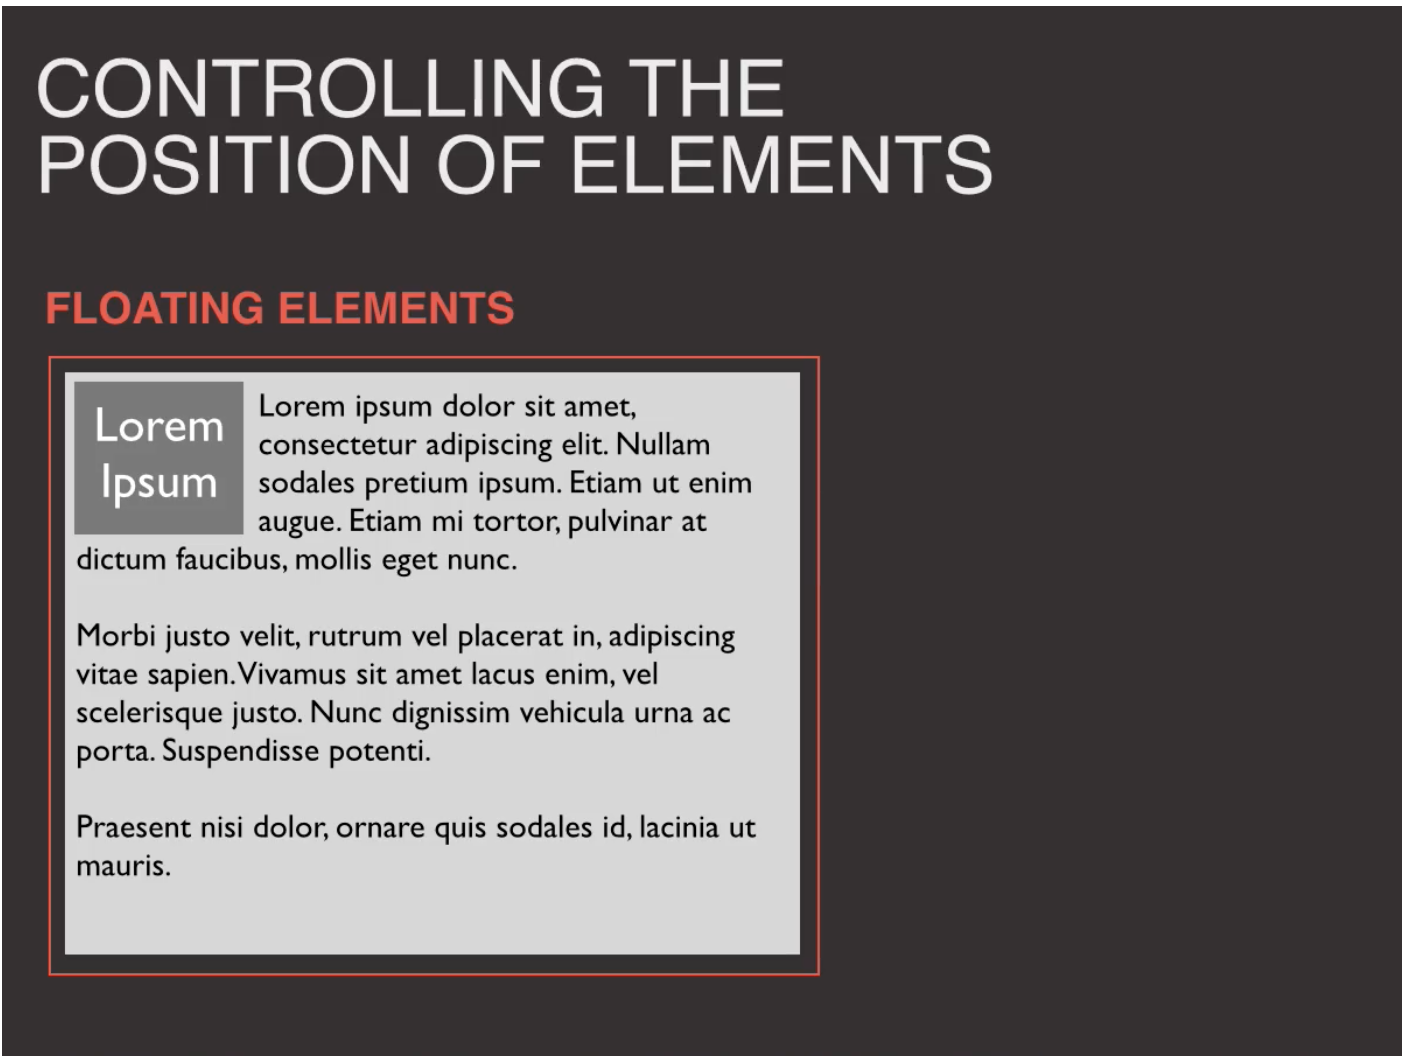 CONTROLLING THE
POSITION OF ELEMENTS
FLOATING ELEMENTS
Lorem
Ipsum
Lorem ipsum dolor sit amet,
consectetur adipiscing elit. Nullam
sodales pretium ipsum. Etiam ut enim
augue. Etiam mi tortor, pulvinar at
dictum faucibus, mollis eget nunc.
Morbi justo velit, rutrum vel placerat in, adipiscing
vitae sapien. Vivamus sit amet lacus enim, vel
scelerisque justo. Nunc dignissim vehicula urna ac
porta. Suspendisse potenti.
Praesent nisi dolor, ornare quis sodales id, lacinia ut
mauris.